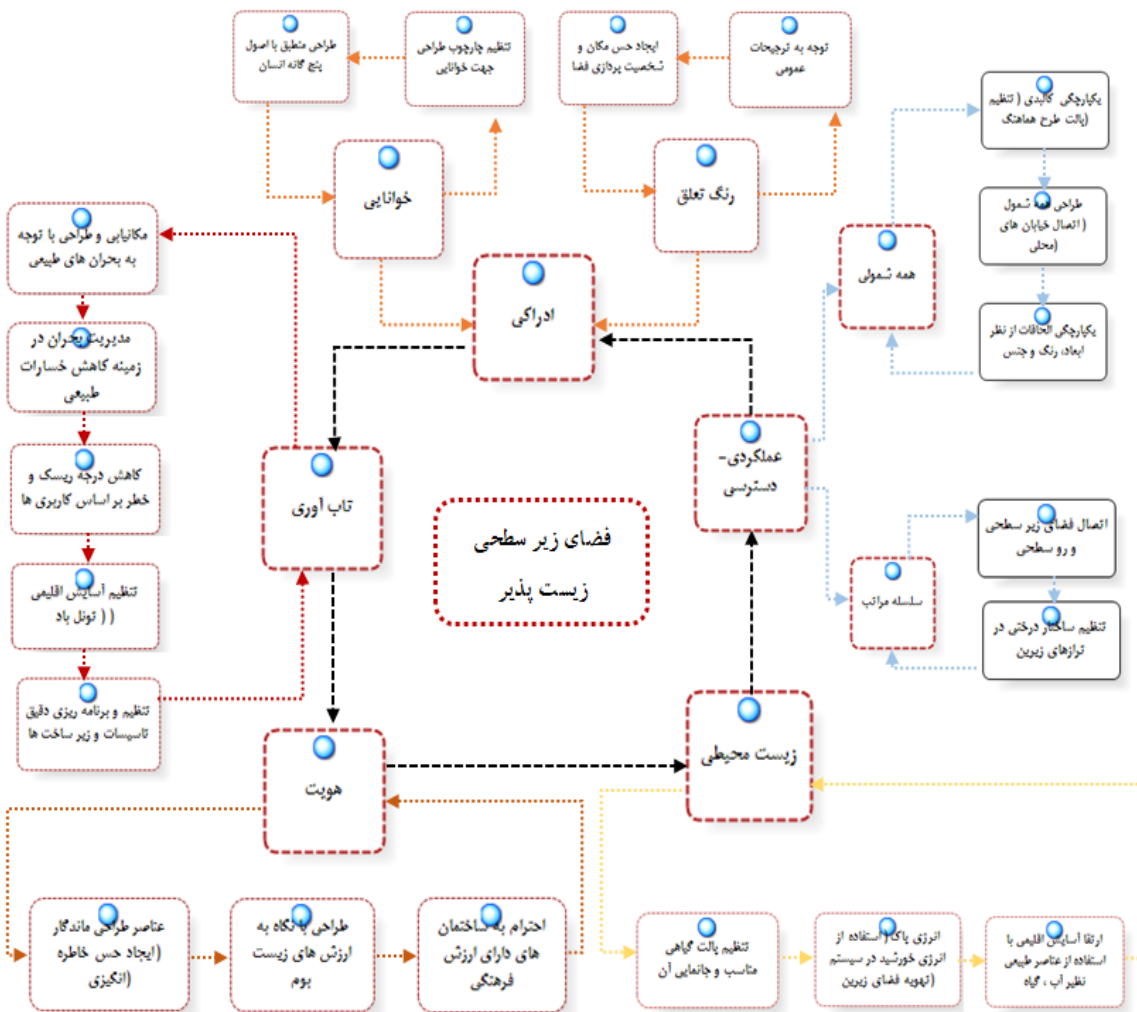 طراحی منطبق با اصول
پنج گانه انسان
تنظیم چارچوب طراحی
جهت خوانایی
ایجاد حس مکان و
شخصیت پردازی فضا
توجه به ترجیحات
عمومی
خوانایی
رنگ تعلق
یکپارچگی کالبدی ( تنظیم
(پالت طرح هماهنگ
طراحی همه شمول
( اتصال خیابان های
(محلی
یکپارچگی الحاقات از نظر
ابعاد، رنگ و جنس
همه شمولی
مکانیابی و طراحی با توجه
به بحران های طبیعی
مدیریت بحران در
زمینه کاهش خسارات
طبیعی
کاهش درجه ریسک و
خطر بر اساس کاربری ها
تنظیم آسایش اقلیمی
( ( تونل باد
تنظیم و برنامه ریزی دقیق
تاسیسات و زیر ساخت ها
ادراکی
تاب آوری
عملکردی-
دسترسی
فضای زیر سطحی
زیست پذیر
سلسله مراتب
اتصال فضای زیر سطحی
و رو سطحی
تنظیم ساختار درختی در
ترازهای زیرین
هویت
زیست محیطی
عناصر طراحی ماندگار
(ایجاد حس خاطره
(انگیزی
طراحی با نگاه به
ارزش های زیست
بوم
احترام به ساختمان
های دارای ارزش
فرهنگی
تنظیم پالت گیاهی
مناسب و جانمایی آن
انرژی پاک( استفاده از
انرژی خورشید در سیستم
(تهویه فضای زیرین
ارتقا آسایش اقلیمی با
استفاده از عناصر طبیعی
نظیر آب ، گیاه